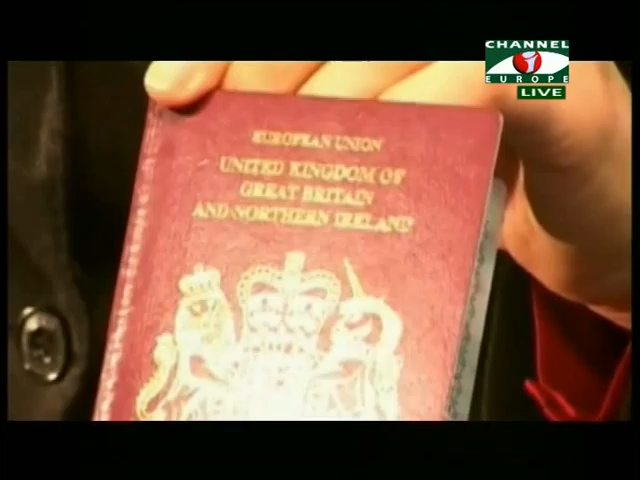 CHANNEL
i
EUROPE
LIVE
EUROPEAN UNION
UNITED KINGDOM OF
GREAT BRITAIN
AND NORTHERN IRELAND